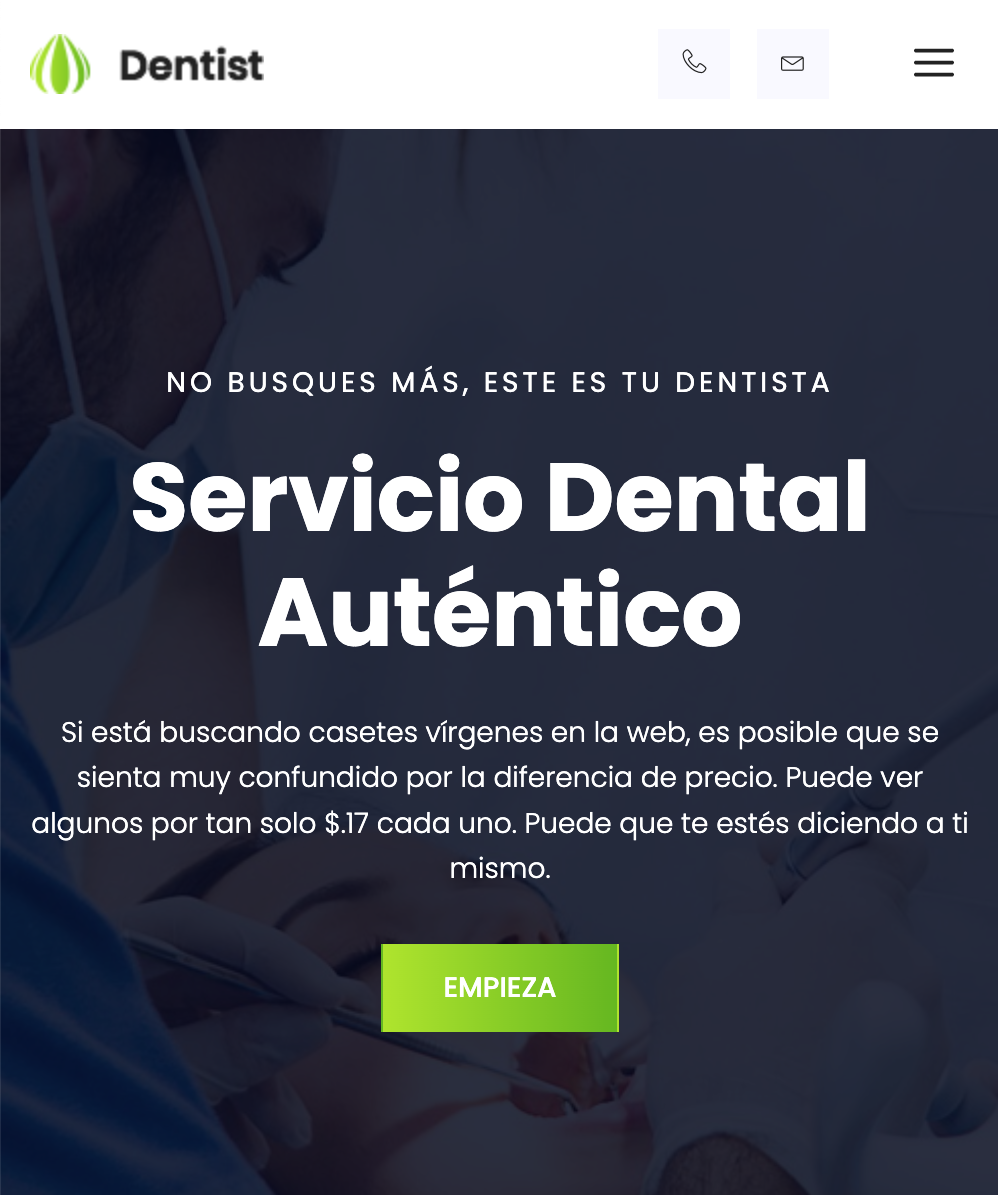 Dentist
NO BUSQUES MÁS, ESTE ES TU DENTISTA
Servicio Dental
Auténtico
Si está buscando casetes vírgenes en la web, es posible que se
sienta muy confundido por la diferencia de precio. Puede ver
algunos por tan solo $.17 cada uno. Puede que te estés diciendo a ti
mismo.
EMPIEZA